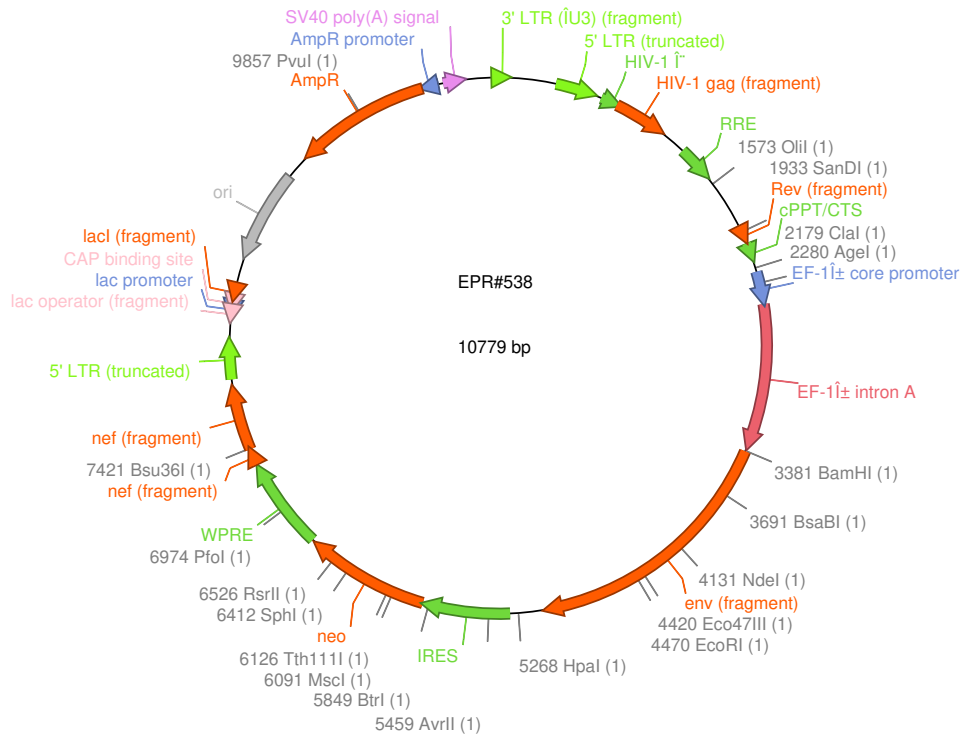 SV40 poly(A) signal
3' LTR (ÎU3) (fragment)
AmpR promoter
5' LTR (truncated)
9857 PvuI (1)
HIV-1 Î¨
AmpR
HIV-1 gag (fragment)
RRE
1573 OliI (1)
1933 SanDI (1)
ori
Rev (fragment)
cPPT/CTS
lacI (fragment)
2179 ClaI (1)
CAP binding site
2280 AgeI (1)
lac promoter
EF-1Î± core promoter
lac operator (fragment)
EPR#538
10779 bp
5' LTR (truncated)
EF-1Î± intron A
nef (fragment)
7421 Bsu36I (1)
3381 BamHI (1)
nef (fragment)
3691 BsaBI (1)
WPRE
6974 PfoI (1)
4131 NdeI (1)
6526 RsrII (1)
env (fragment)
6412 SphI (1)
4420 Eco47III (1)
neo
4470 EcoRI (1)
6126 Tth111I (1)
IRES
5268 HpaI (1)
6091 MscI (1)
5849 BtrI (1)
5459 AvrII (1)